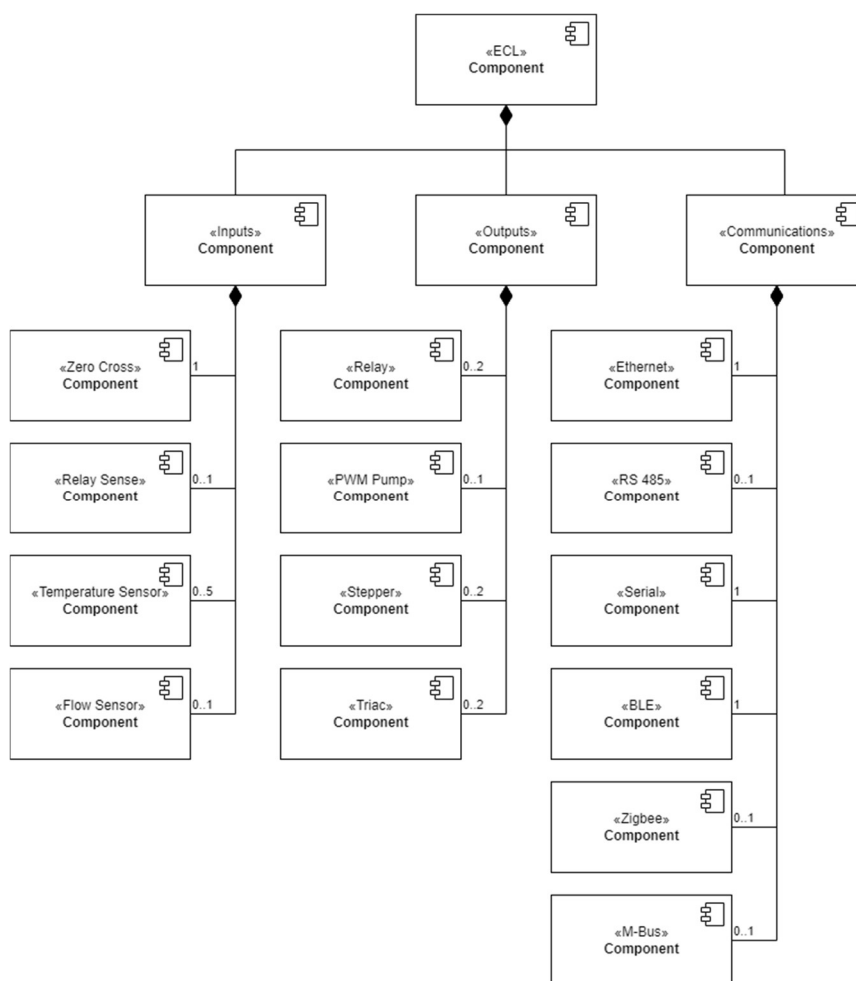 «ECL»
Component
«Inputs»
Component
«Outputs»
Component
«Communications»
Component
«Zero Cross»
Component
1
«Relay»
Component
0..2
«Ethernet»
Component
1
«Relay Sense»
Component
0..1
«PWM Pump»
Component
0..1
«RS 485»
Component
0..1
«Temperature Sensor»
Component
0..5
«Stepper»
Component
0..2
«Serial»
Component
1
«Flow Sensor»
Component
0..1
«Triac»
Component
0..2
«BLE»
Component
1
«Zigbee»
Component
0..1
«M-Bus»
Component
0..1